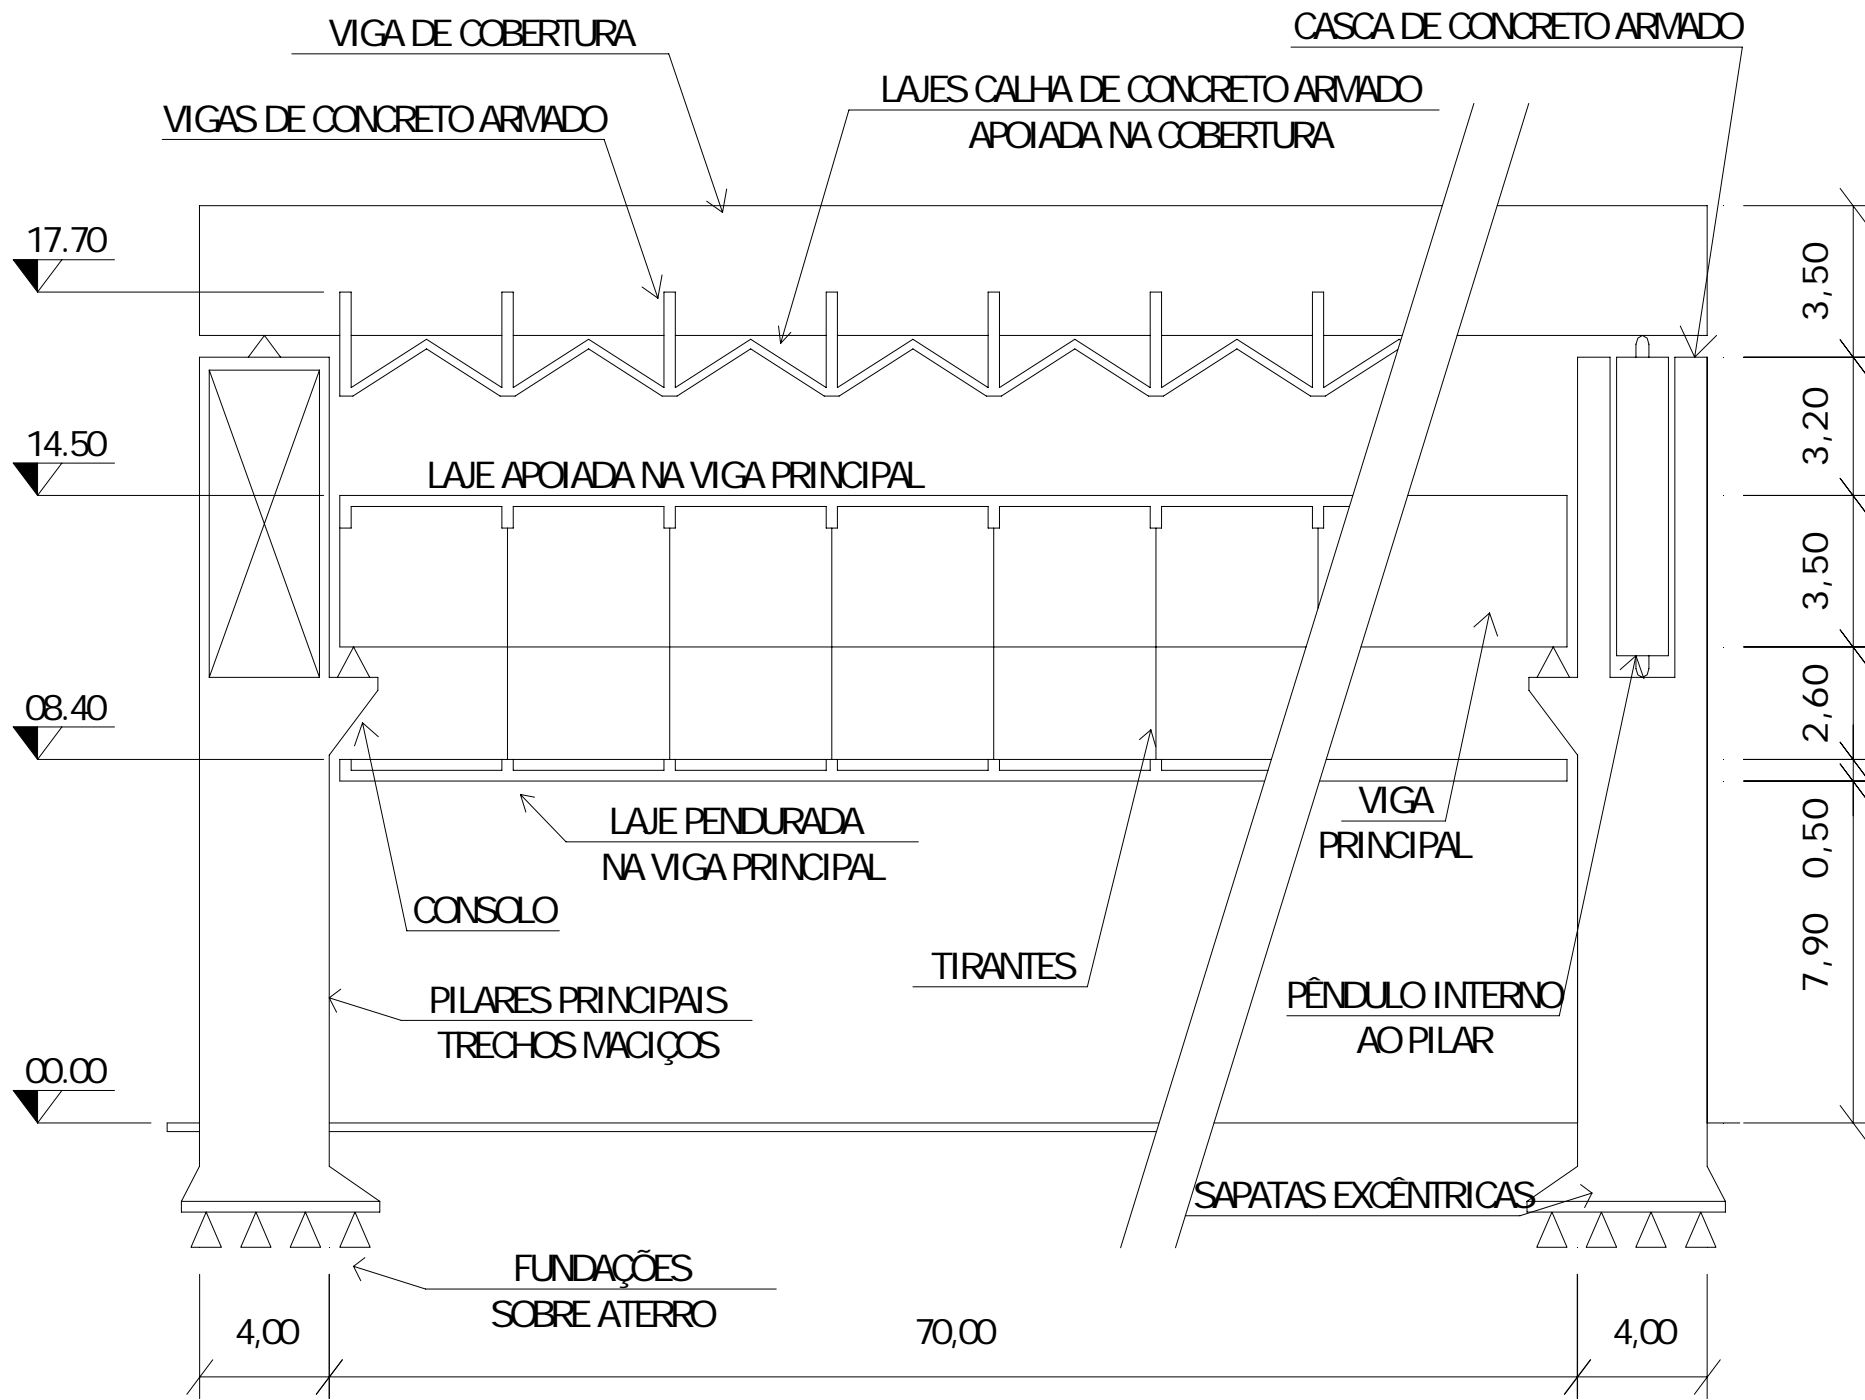 VIGA DE COBERTURA
CASCA DE CONCRETO ARMADO
LAJES CALHA DE CONCRETO ARMADO
APOIADA NA COBERTURA
VIGAS DE CONCRETO ARMADO
17.70
3,50
3,20
14.50
LAJE APOIADA NA VIGA PRINCIPAL
3,50
08.40
2,60
VIGA
PRINCIPAL
LAJE PENDURADA
NA VIGA PRINCIPAL
0,50
CONSOLO
7,90
TIRANTES
PILARES PRINCIPAIS
TRECHOS MACIÇOS
PÊNDULO INTERNO
AO PILAR
00.00
SAPATAS EXCÊNTRICAS
FUNDAÇÕES
SOBRE ATERRO
4,00
70,00
4,00